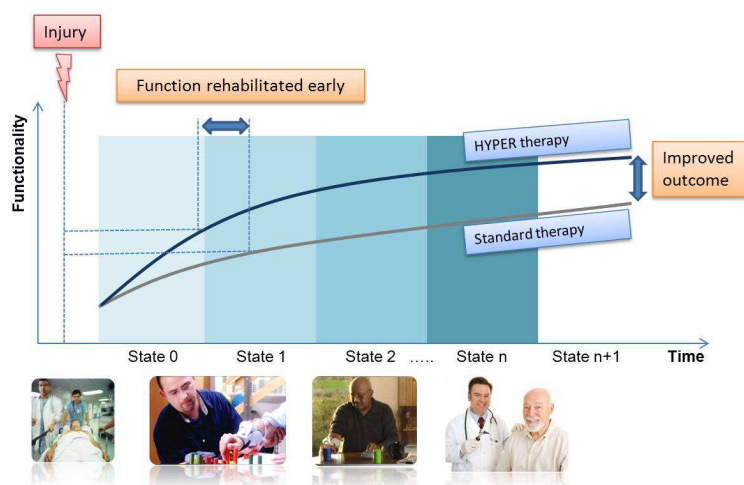 Injury
Function rehabilitated early
Functionality
HYPER therapy
Improved
outcome
Standard therapy
State 0
State 1
State 2
.....
State n
State n+1
Time